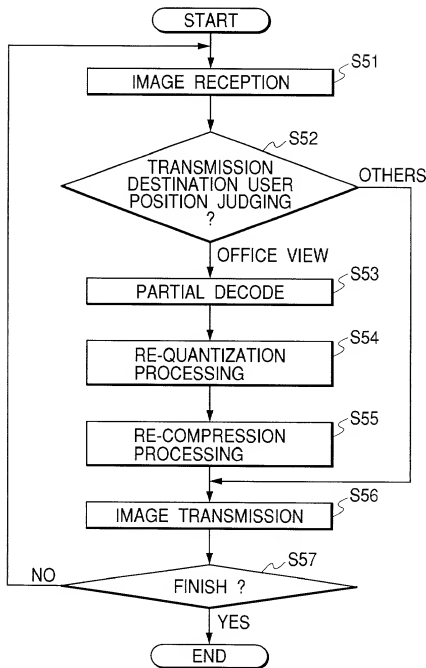 START
S51
IMAGE RECEPTION
S52
TRANSMISSION
DESTINATION USER
POSITION JUDGING
?
OTHERS
OFFICE VIEW
S53
PARTIAL DECODE
S54
RE-QUANTIZATION
PROCESSING
S55
RE-COMPRESSION
PROCESSING
S56
IMAGE TRANSMISSION
S57
NO
FINISH ?
YES
END